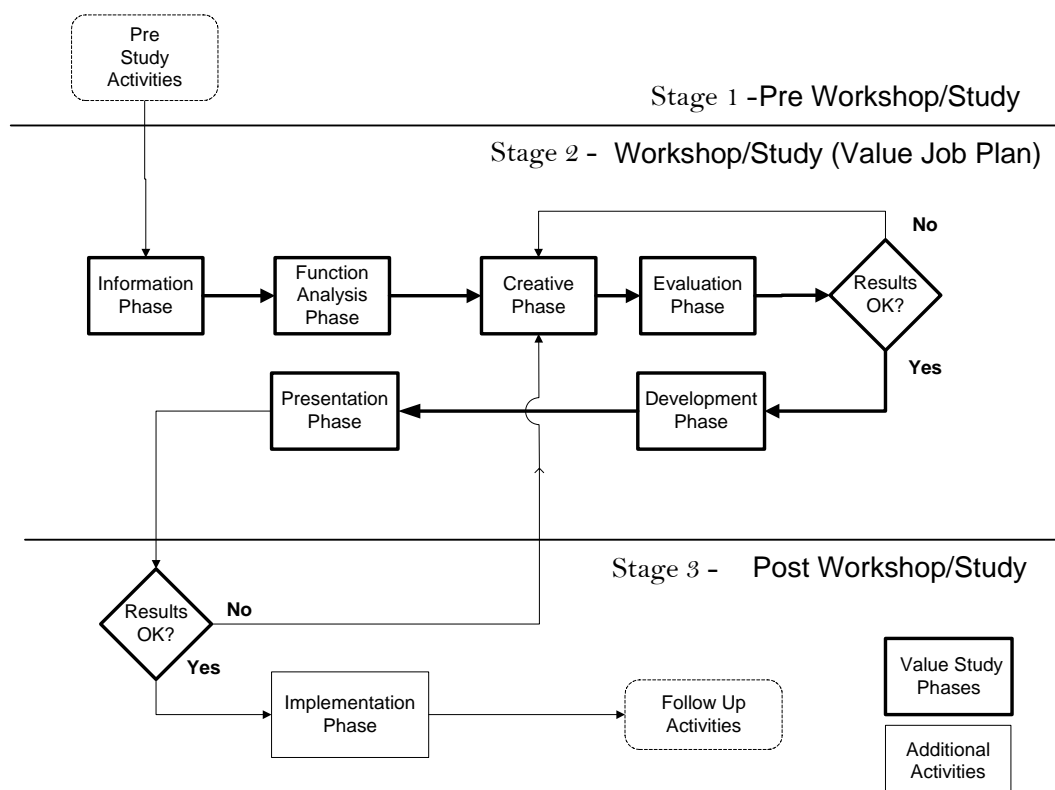 Pre
Study
Activities
Stage 1 -Pre Workshop/Study
Stage 2 - Workshop/Study (Value Job Plan)
No
Information
Phase
Function
Analysis
Phase
Creative
Phase
Evaluation
Phase
Results
OK?
Yes
Presentation
Phase
Development
Phase
Stage 3 - Post Workshop/Study
Results
OK?
No
Yes
Implementation
Phase
Follow Up
Activities
Value Study
Phases
Additional
Activities